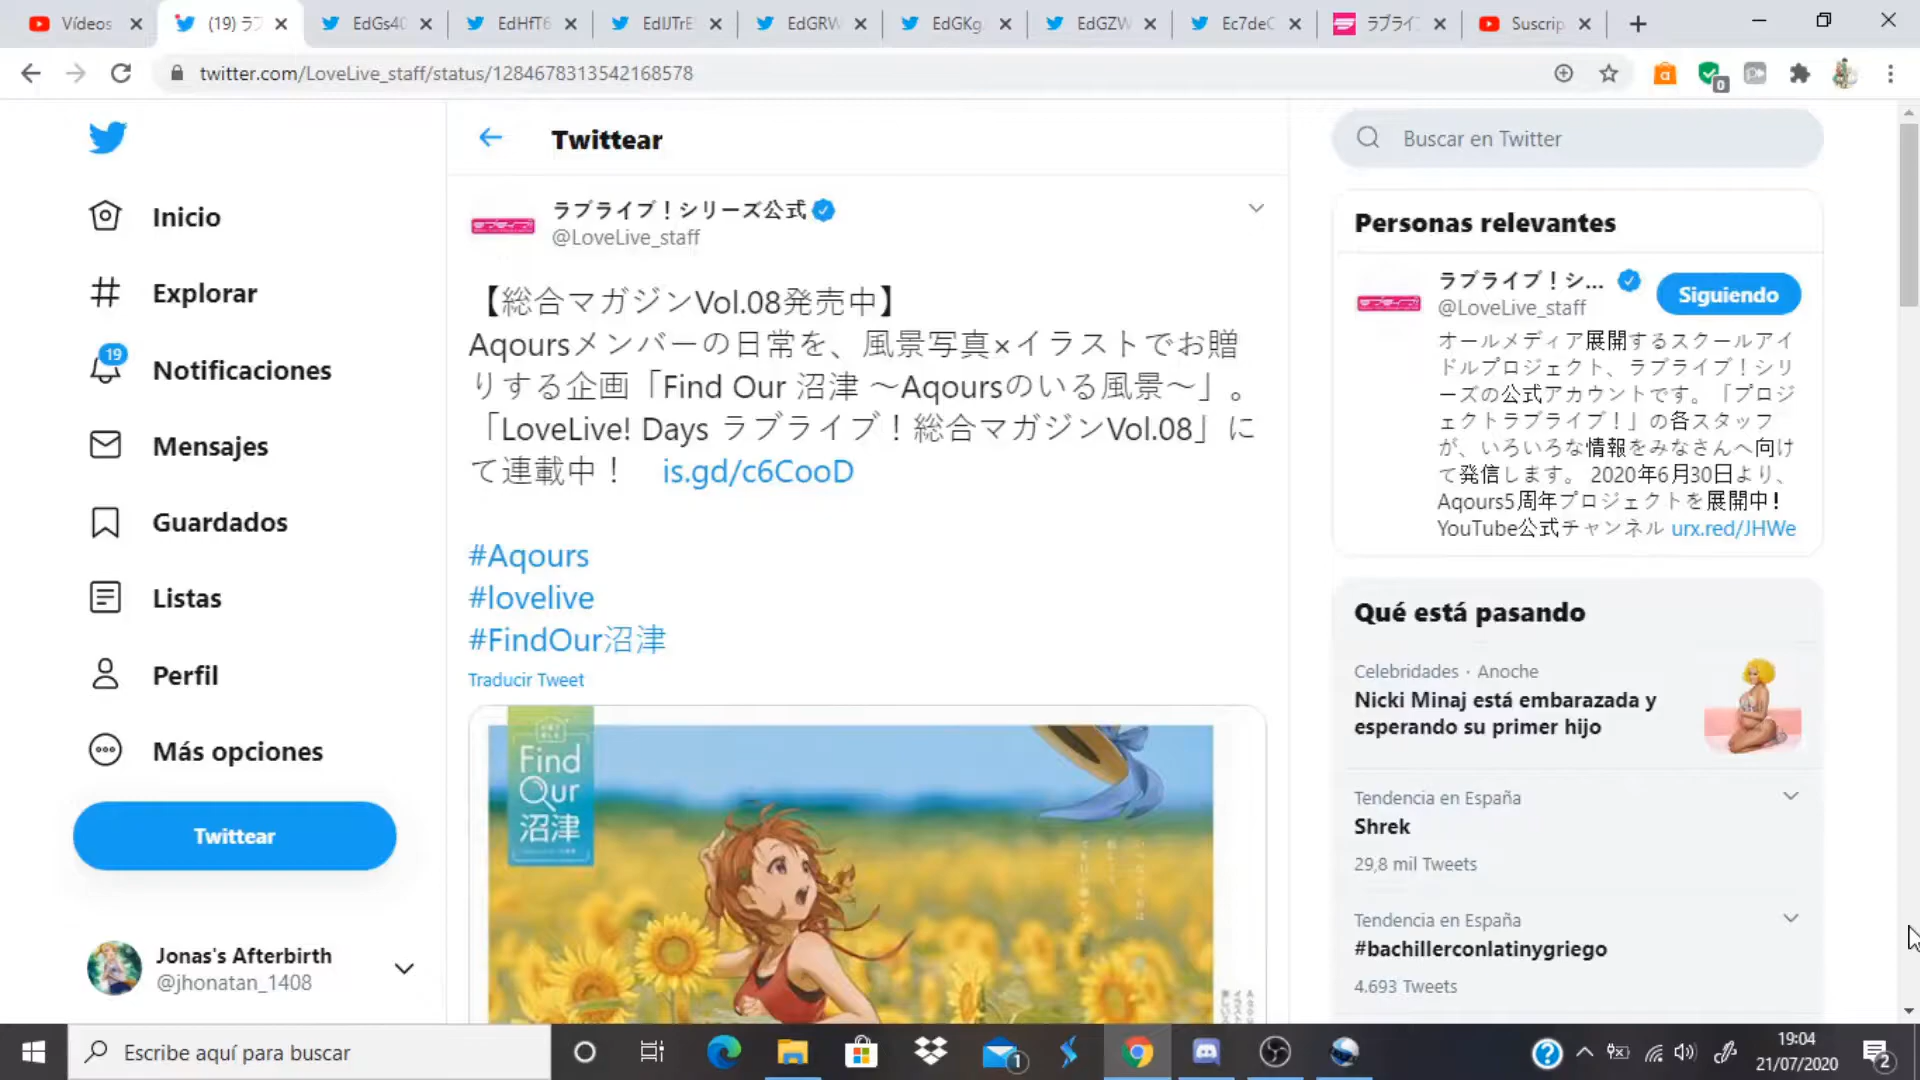 Vídeos
(19) ラブ
EdGs40
EdHfT6
EdIJTrE
EdGRW
EdGKg.
EdGZW
Ec7deC
ラブライブ
Suscrip
twitter.com/LoveLive_staff/status/1284678313542168578
0
Twittear
Buscar en Twitter
Inicio
Explorar
19
Notificaciones
Mensajes
Guardados
Listas
Perfil
Más opciones
Twittear
Jonas's Afterbirth
@jhonatan_1408
ラブライブ！シリーズ公式
@LoveLive_staff
【総合マガジンVol.08発売中】
Aqoursメンバーの日常を、風景写真×イラストでお贈
りする企画「Find Our 沼津 ～Aqoursのいる風景～」。
「LoveLive! Days ラブライブ！総合マガジンVol.08」に
て連載中！ is.gd/c6CooD
#Aqours
#lovelive
#FindOur沼津
Traducir Tweet
Find
Our
沼津
Personas relevantes
ラブライブ！シ...
@LoveLive_staff
Siguiendo
オールメディア展開するスクールアイ
ドルプロジェクト、ラブライブ！シリ
ーズの公式アカウントです。「プロジ
ェクトラブライブ！」の各スタッフ
が、いろいろな情報をみなさんへ向け
て発信します。 2020年6月30日より、
Aqours5周年プロジェクトを展開中！
YouTube公式チャンネル urx.red/JHWe
Qué está pasando
Celebridades · Anoche
Nicki Minaj está embarazada y
esperando su primer hijo
Tendencia en España
Shrek
29,8 mil Tweets
Tendencia en España
#bachillerconlatinygriego
4.693 Tweets
Escribe aquí para buscar
1
19:04
21/07/2020
2